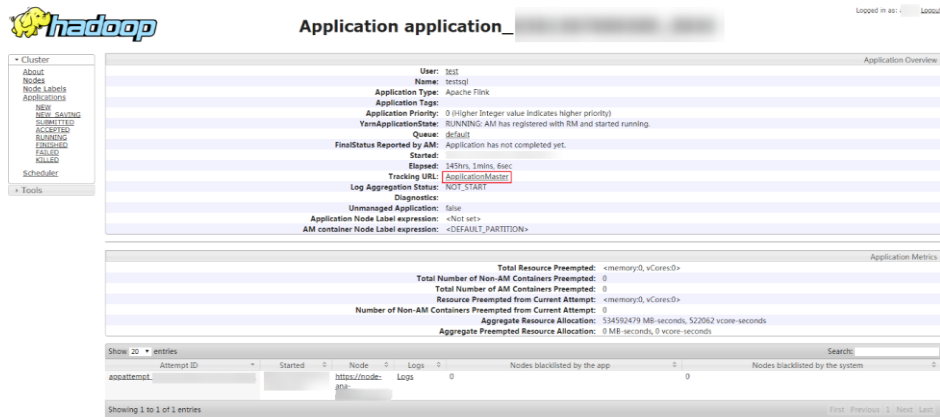 Logged in as: Logout
hadoop
Application application_
Cluster
About
Nodes
Node Labels
Applications
NEW
NEW_SAVING
SUBMITTED
ACCEPTED
RUNNING
FINISHED
FAILED
KILLED
Scheduler
Tools
Application Overview
User: test
Name: testsql
Application Type: Apache Flink
Application Tags:
Application Priority: 0 (Higher Integer value indicates higher priority)
YarnApplicationState: RUNNING: AM has registered with RM and started running.
Queue: default
FinalStatus Reported by AM: Application has not completed yet.
Started:
Elapsed: 145hrs, 1mins, 6sec
Tracking URL: ApplicationMaster
Log Aggregation Status: NOT_START
Diagnostics:
Unmanaged Application: false
Application Node Label expression: <Not set>
AM container Node Label expression: <DEFAULT_PARTITION>
Application Metrics
Total Resource Preempted: <memory:0, vCores:0>
Total Number of Non-AM Containers Preempted: 0
Total Number of AM Containers Preempted: 0
Resource Preempted from Current Attempt: <memory:0, vCores:0>
Number of Non-AM Containers Preempted from Current Attempt: 0
Aggregate Resource Allocation: 534592479 MB-seconds, 522062 vcore-seconds
Aggregate Preempted Resource Allocation: 0 MB-seconds, 0 vcore-seconds
Show 20 entries Search:
Attempt ID Started Node Logs Nodes blacklisted by the app Nodes blacklisted by the system
appattempt_ https://node- Logs 0 0
ana-
Showing 1 to 1 of 1 entries First Previous 1 Next Last